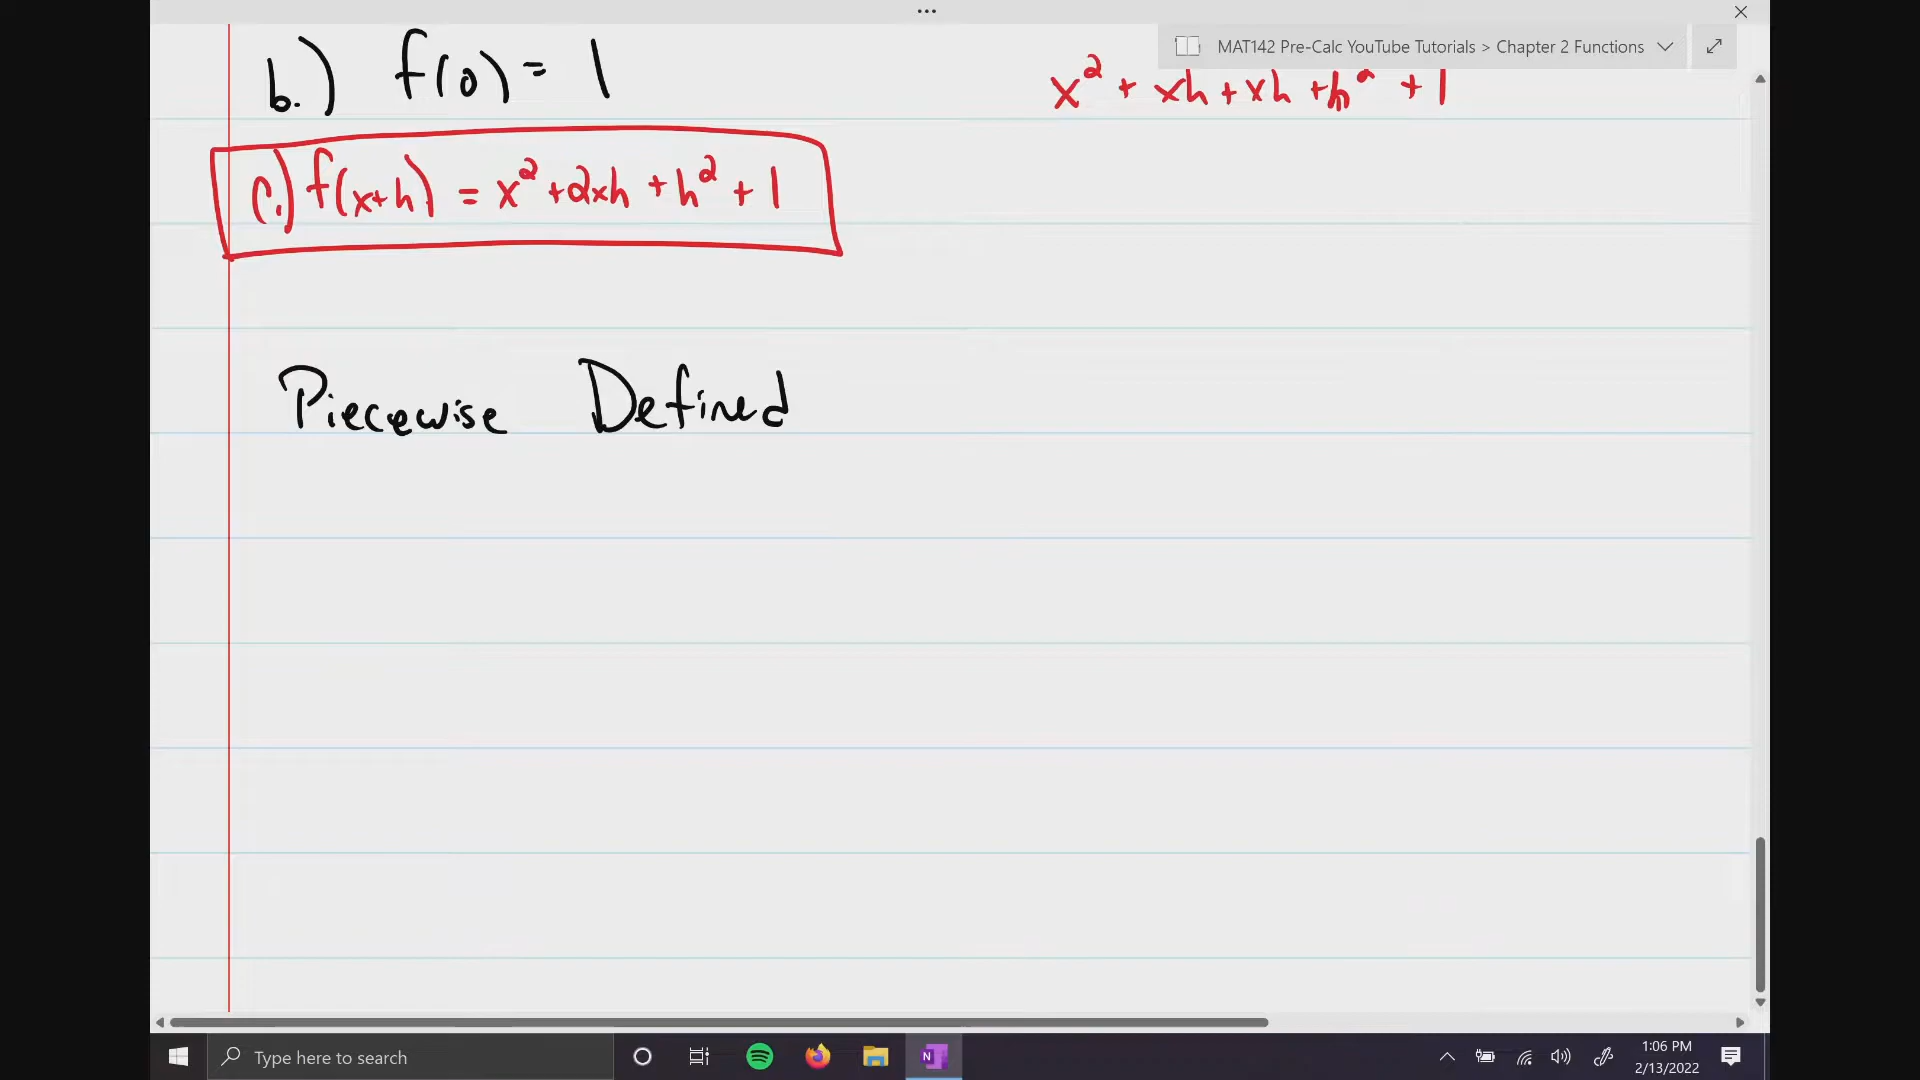 MAT142 Pre-Calc YouTube Tutorials > Chapter 2 Functions
b.) f(0) = 1
x² + xh + xh + h² + 1
c.) f(x+h) = x² + 2xh + h² + 1
Piecewise Defined
Type here to search
N
1:06 PM
2/13/2022